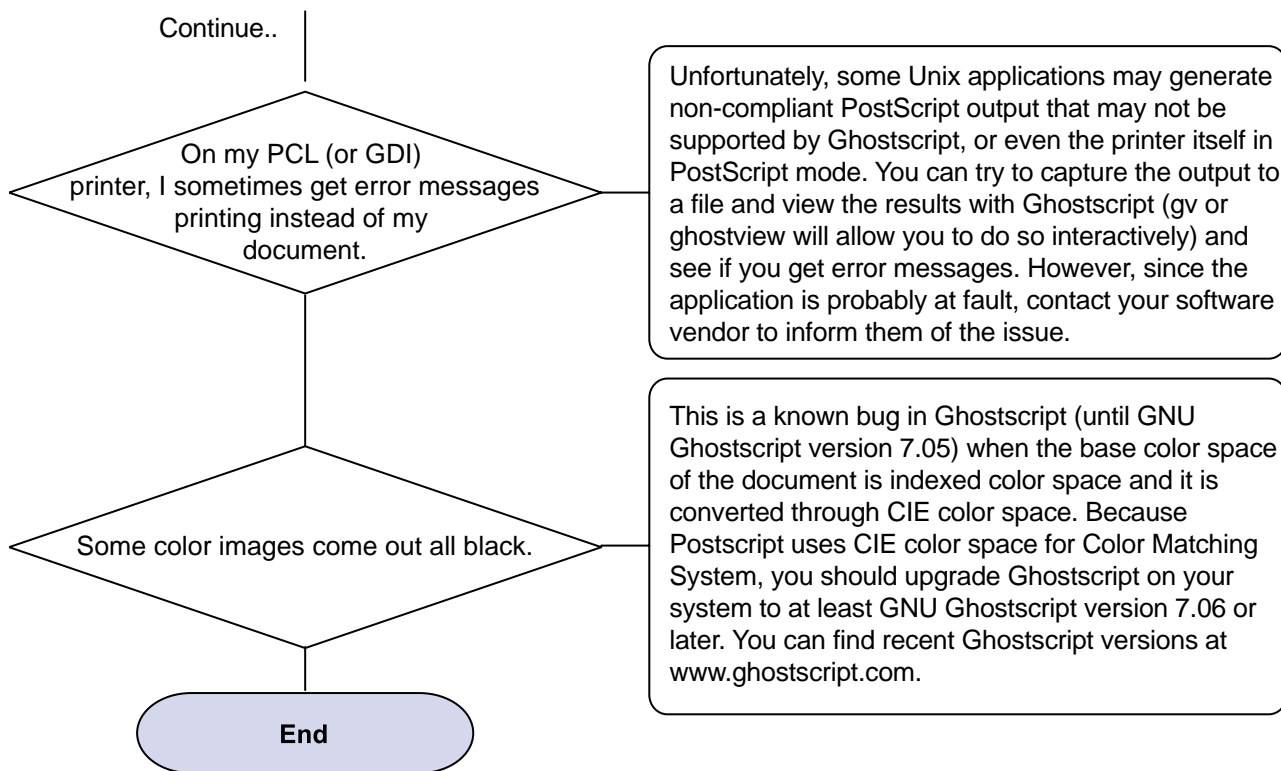 Continue..
On my PCL (or GDI)
printer, I sometimes get error messages
printing instead of my
document.
Unfortunately, some Unix applications may generate
non-compliant PostScript output that may not be
supported by Ghostscript, or even the printer itself in
PostScript mode. You can try to capture the output to
a file and view the results with Ghostscript (gv or
ghostview will allow you to do so interactively) and
see if you get error messages. However, since the
application is probably at fault, contact your software
vendor to inform them of the issue.
Some color images come out all black.
This is a known bug in Ghostscript (until GNU
Ghostscript version 7.05) when the base color space
of the document is indexed color space and it is
converted through CIE color space. Because
Postscript uses CIE color space for Color Matching
System, you should upgrade Ghostscript on your
system to at least GNU Ghostscript version 7.06 or
later. You can find recent Ghostscript versions at
www.ghostscript.com.
End